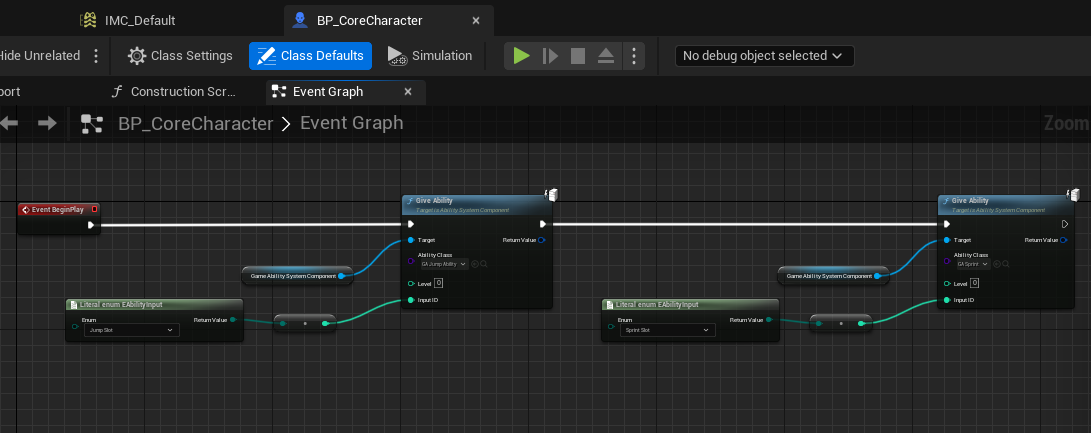 IMC_Default
BP_CoreCharacter
Hide Unrelated
Class Settings
Class Defaults
Simulation
No debug object selected
port
Construction Scr...
Event Graph
BP_CoreCharacter > Event Graph
Zoom
Event BeginPlay
Give Ability
Target is Ability System Component
Target
Return Value
Ability Class
GA Jump Ability
Level 0
Input ID
Game Ability System Component
Literal enum EAbilityInput
Enum
Return Value
Jump Slot
Give Ability
Target is Ability System Component
Target
Return Value
Ability Class
GA Sprint
Level 0
Input ID
Game Ability System Component
Literal enum EAbilityInput
Enum
Return Value
Sprint Slot